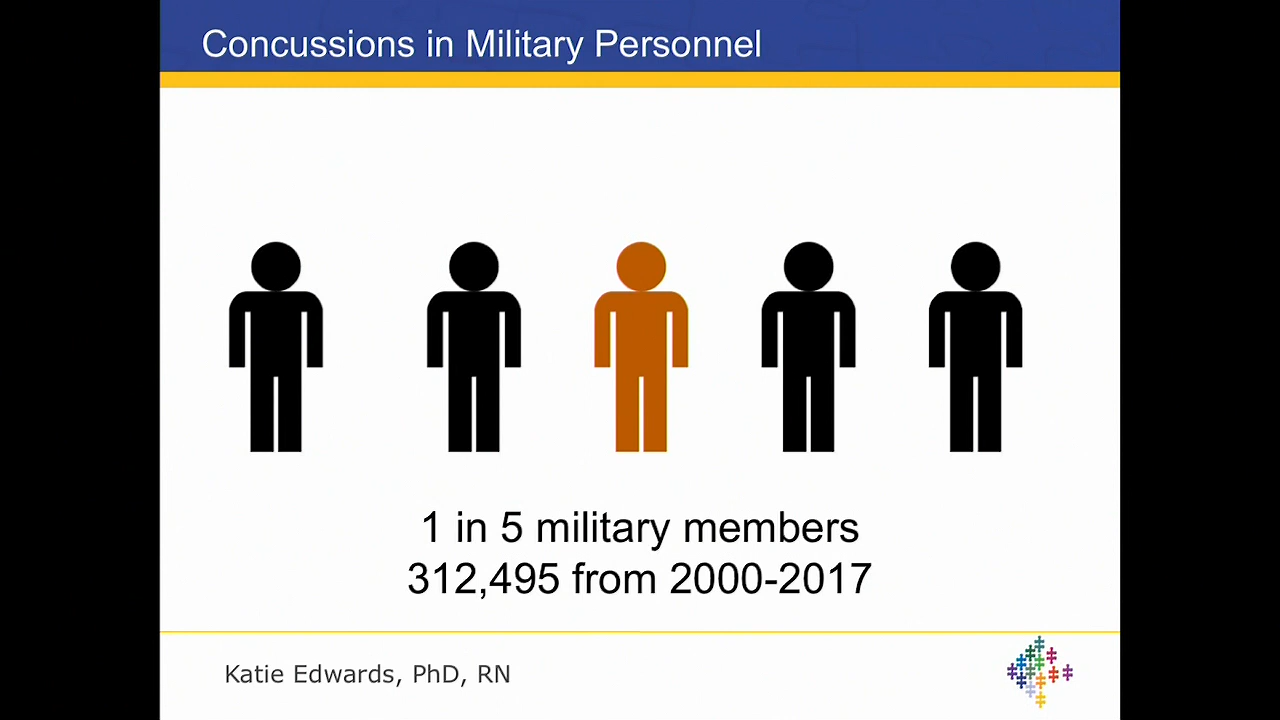 Concussions in Military Personnel
1 in 5 military members
312,495 from 2000-2017
Katie Edwards, PhD, RN